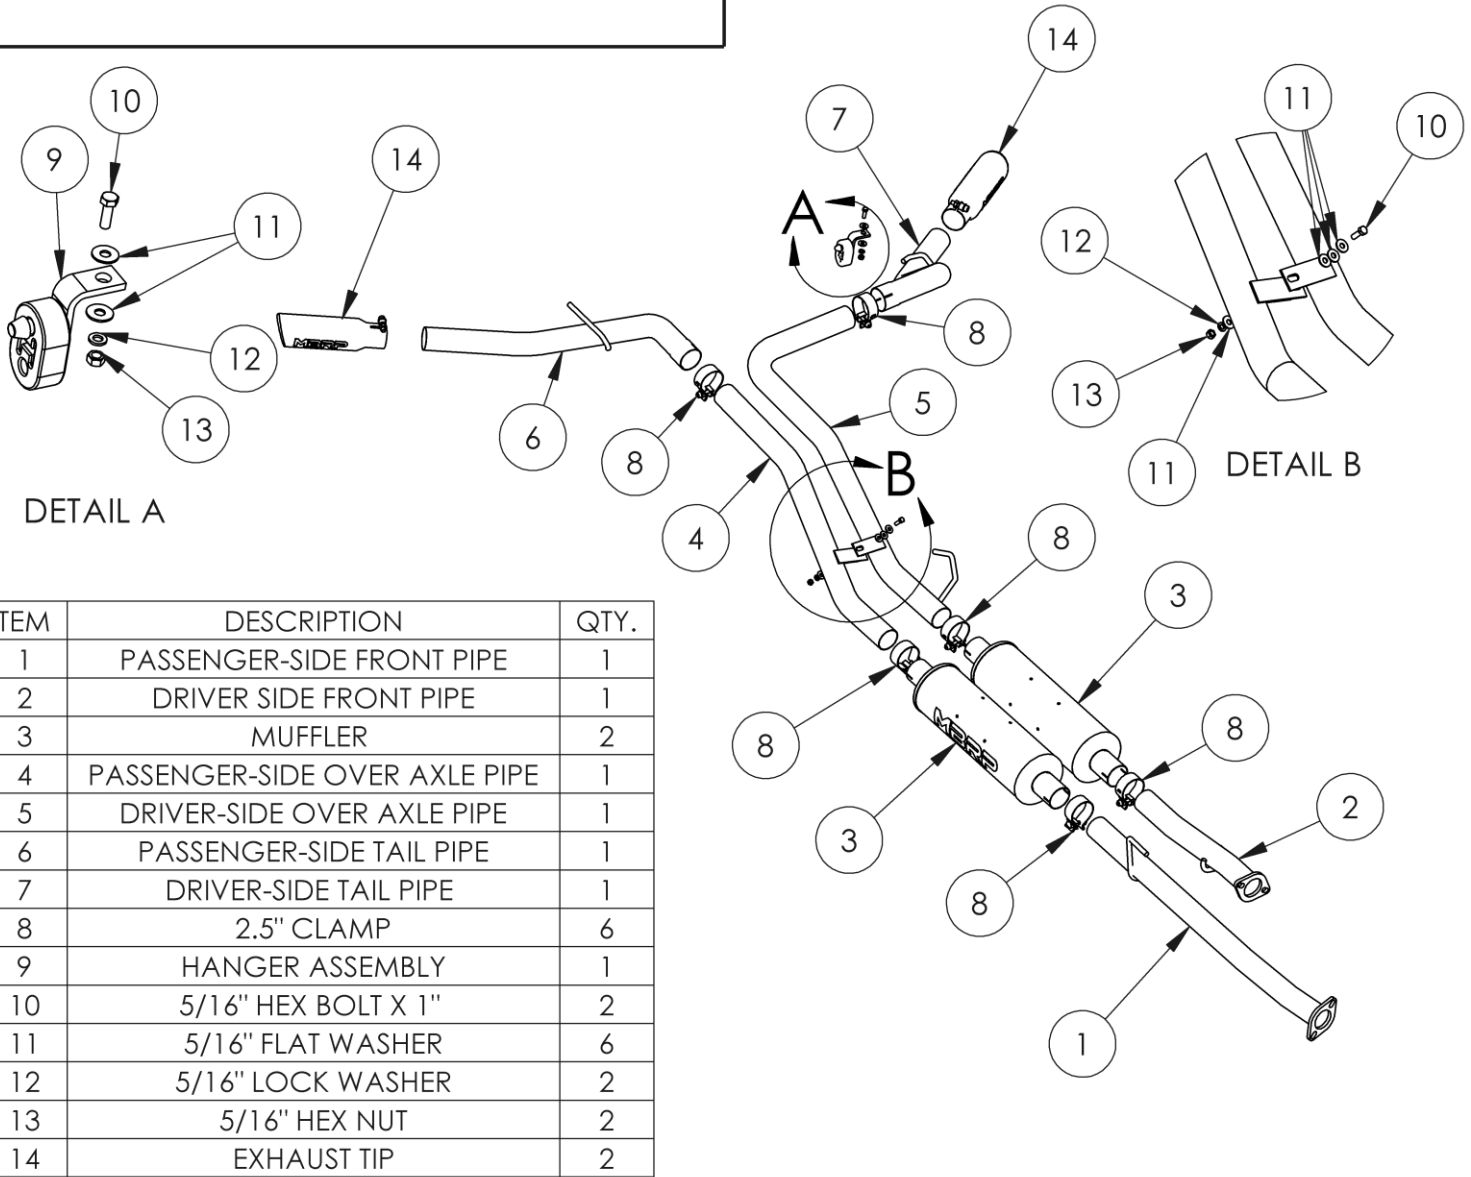 14
10
7
11
10
9
14
A
11
12
12
14
8
13
5
13
6
8
11
DETAIL B
B
DETAIL A
4
8
3
8
8
2
3
8
1
MBRP
MBRP
TEM DESCRIPTION QTY.
1 PASSENGER-SIDE FRONT PIPE 1
2 DRIVER SIDE FRONT PIPE 1
3 MUFFLER 2
4 PASSENGER-SIDE OVER AXLE PIPE 1
5 DRIVER-SIDE OVER AXLE PIPE 1
6 PASSENGER-SIDE TAIL PIPE 1
7 DRIVER-SIDE TAIL PIPE 1
8 2.5" CLAMP 6
9 HANGER ASSEMBLY 1
10 5/16" HEX BOLT X 1" 2
11 5/16" FLAT WASHER 6
12 5/16" LOCK WASHER 2
13 5/16" HEX NUT 2
14 EXHAUST TIP 2